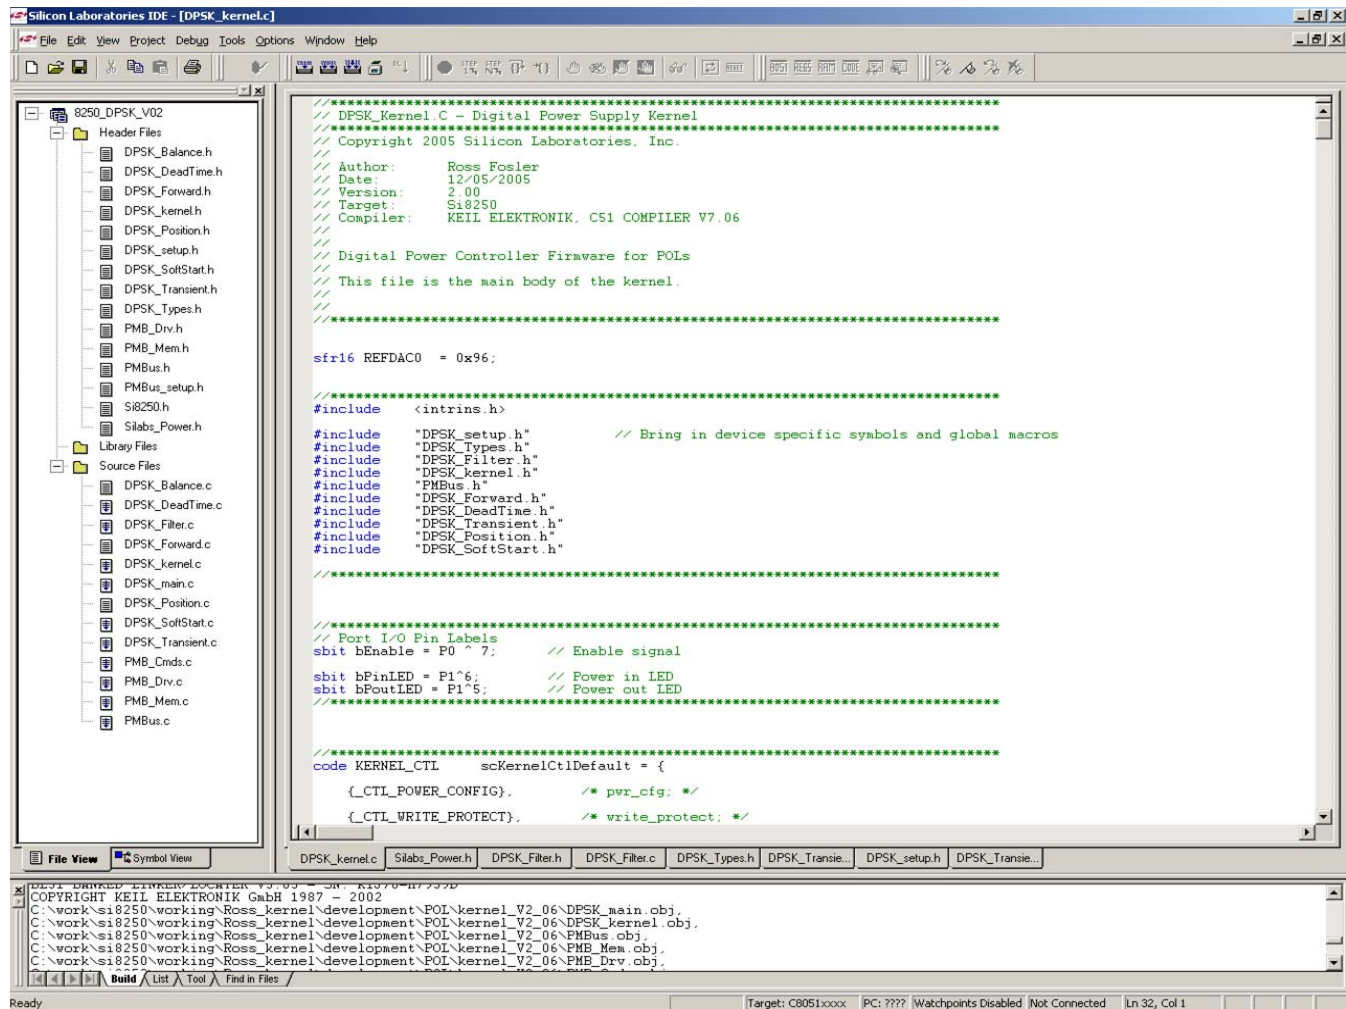 Silicon Laboratories IDE - [DPSK_kernel.c]
File Edit View Project Debug Tools Options Window Help
8250_DPSK_V02
Header Files
DPSK_Balance.h
DPSK_DeadTime.h
DPSK_Forward.h
DPSK_kernel.h
DPSK_Position.h
DPSK_setup.h
DPSK_SoftStart.h
DPSK_Transient.h
DPSK_Types.h
PMB_Drv.h
PMB_Mem.h
PMBus.h
PMBus_setup.h
Si8250.h
Silabs_Power.h
Library Files
Source Files
DPSK_Balance.c
DPSK_DeadTime.c
DPSK_Filter.c
DPSK_Forward.c
DPSK_kernel.c
DPSK_main.c
DPSK_Position.c
DPSK_SoftStart.c
DPSK_Transient.c
PMB_Cmds.c
PMB_Drv.c
PMB_Mem.c
PMBus.c
File View Symbol View
//******************************************************************************
// DPSK_Kernel.C - Digital Power Supply Kernel
//******************************************************************************
// Copyright 2005 Silicon Laboratories, Inc.
//
// Author: Ross Fosler
// Date: 12/05/2005
// Version: 2.00
// Target: Si8250
// Compiler: KEIL ELEKTRONIK, C51 COMPILER V7.06
//
//
// Digital Power Controller Firmware for POLs
//
// This file is the main body of the kernel.
//
//
//******************************************************************************
sfr16 REFDAC0 = 0x96;
//******************************************************************************
#include <intrins.h>
#include "DPSK_setup.h" // Bring in device specific symbols and global macros
#include "DPSK_Types.h"
#include "DPSK_Filter.h"
#include "DPSK_kernel.h"
#include "PMBus.h"
#include "DPSK_Forward.h"
#include "DPSK_DeadTime.h"
#include "DPSK_Transient.h"
#include "DPSK_Position.h"
#include "DPSK_SoftStart.h"
//******************************************************************************
//******************************************************************************
// Port I/O Pin Labels
sbit bEnable = P0 ^ 7; // Enable signal
sbit bPinLED = P1^6; // Power in LED
sbit bPoutLED = P1^5; // Power out LED
//******************************************************************************
//******************************************************************************
code KERNEL_CTL scKernelCtlDefault = {
{_CTL_POWER_CONFIG}, /* pwr_cfg; */
{_CTL_WRITE_PROTECT}, /* write_protect; */
DPSK_kernel.c Silabs_Power.h DPSK_Filter.h DPSK_Filter.c DPSK_Types.h DPSK_Transie... DPSK_setup.h DPSK_Transie...
COPYRIGHT KEIL ELEKTRONIK GmbH 1987 - 2002
C:\work\si8250\working\Ross_kernel\development\POL\kernel_V2_06\DPSK_main.obj,
C:\work\si8250\working\Ross_kernel\development\POL\kernel_V2_06\DPSK_kernel.obj,
C:\work\si8250\working\Ross_kernel\development\POL\kernel_V2_06\PMBus.obj,
C:\work\si8250\working\Ross_kernel\development\POL\kernel_V2_06\PMB_Mem.obj,
C:\work\si8250\working\Ross_kernel\development\POL\kernel_V2_06\PMB_Drv.obj,
Build List Tool Find in Files
Ready Target: C8051xxxx PC: ???? Watchpoints Disabled Not Connected Ln 32, Col 1